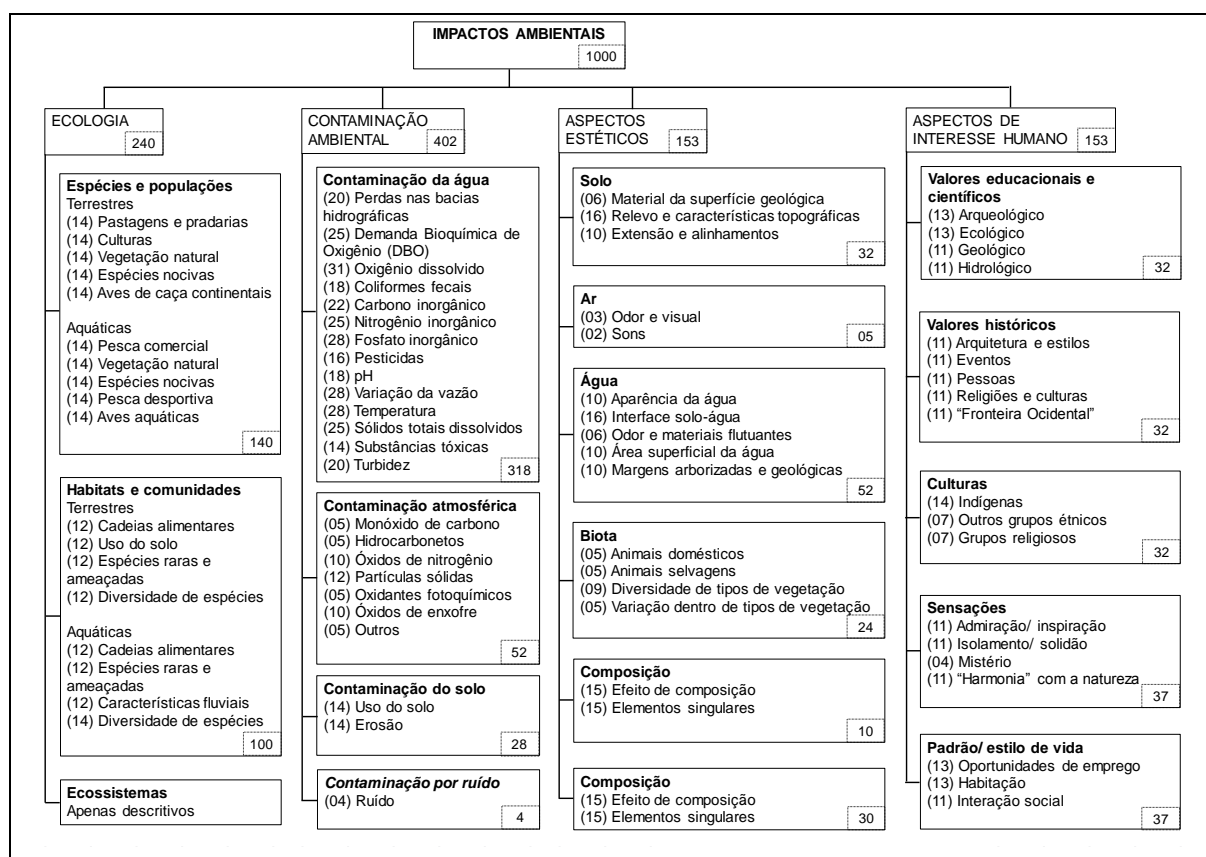 IMPACTOS AMBIENTAIS
1000
ECOLOGIA
240
Espécies e populações
Terrestres
(14) Pastagens e pradarias
(14) Culturas
(14) Vegetação natural
(14) Espécies nocivas
(14) Aves de caça continentais
Aquáticas
(14) Pesca comercial
(14) Vegetação natural
(14) Espécies nocivas
(14) Pesca desportiva
(14) Aves aquáticas
140
Habitats e comunidades
Terrestres
(12) Cadeias alimentares
(12) Uso do solo
(12) Espécies raras e
ameaçadas
(12) Diversidade de espécies
Aquáticas
(12) Cadeias alimentares
(12) Espécies raras e
ameaçadas
(12) Características fluviais
(14) Diversidade de espécies
100
Ecossistemas
Apenas descritivos
CONTAMINAÇÃO
AMBIENTAL
402
Contaminação da água
(20) Perdas nas bacias
hidrográficas
(25) Demanda Bioquímica de
Oxigênio (DBO)
(31) Oxigênio dissolvido
(18) Coliformes fecais
(22) Carbono inorgânico
(25) Nitrogênio inorgânico
(28) Fosfato inorgânico
(16) Pesticidas
(18) pH
(28) Variação da vazão
(28) Temperatura
(25) Sólidos totais dissolvidos
(14) Substâncias tóxicas
(20) Turbidez
318
Contaminação atmosférica
(05) Monóxido de carbono
(05) Hidrocarbonetos
(10) Óxidos de nitrogênio
(12) Partículas sólidas
(05) Oxidantes fotoquímicos
(10) Óxidos de enxofre
(05) Outros
52
Contaminação do solo
(14) Uso do solo
(14) Erosão
28
Contaminação por ruído
(04) Ruído
4
ASPECTOS
ESTÉTICOS
153
Solo
(06) Material da superfície geológica
(16) Relevo e características topográficas
(10) Extensão e alinhamentos
32
Ar
(03) Odor e visual
(02) Sons
05
Água
(10) Aparência da água
(16) Interface solo-água
(06) Odor e materiais flutuantes
(10) Área superficial da água
(10) Margens arborizadas e geológicas
52
Biota
(05) Animais domésticos
(05) Animais selvagens
(09) Diversidade de tipos de vegetação
(05) Variação dentro de tipos de vegetação
24
Composição
(15) Efeito de composição
(15) Elementos singulares
10
Composição
(15) Efeito de composição
(15) Elementos singulares
30
ASPECTOS DE
INTERESSE HUMANO
153
Valores educacionais e
científicos
(13) Arqueológico
(13) Ecológico
(11) Geológico
(11) Hidrológico
32
Valores históricos
(11) Arquitetura e estilos
(11) Eventos
(11) Pessoas
(11) Religiões e culturas
(11) “Fronteira Ocidental”
32
Culturas
(14) Indígenas
(07) Outros grupos étnicos
(07) Grupos religiosos
32
Sensações
(11) Admiração/ inspiração
(11) Isolamento/ solidão
(04) Mistério
(11) “Harmonia” com a natureza
37
Padrão/ estilo de vida
(13) Oportunidades de emprego
(13) Habitação
(11) Interação social
37